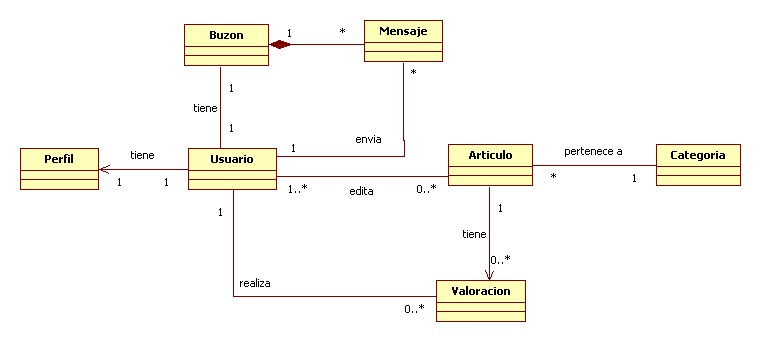 Buzon
1
*
Mensaje
*
1
tiene
1
envia
1
Perfil
tiene
1
1
Usuario
1..*
edita
0..*
Articulo
pertenece a
*
1
Categoria
1
1
tiene
0..*
realiza
0..*
Valoracion